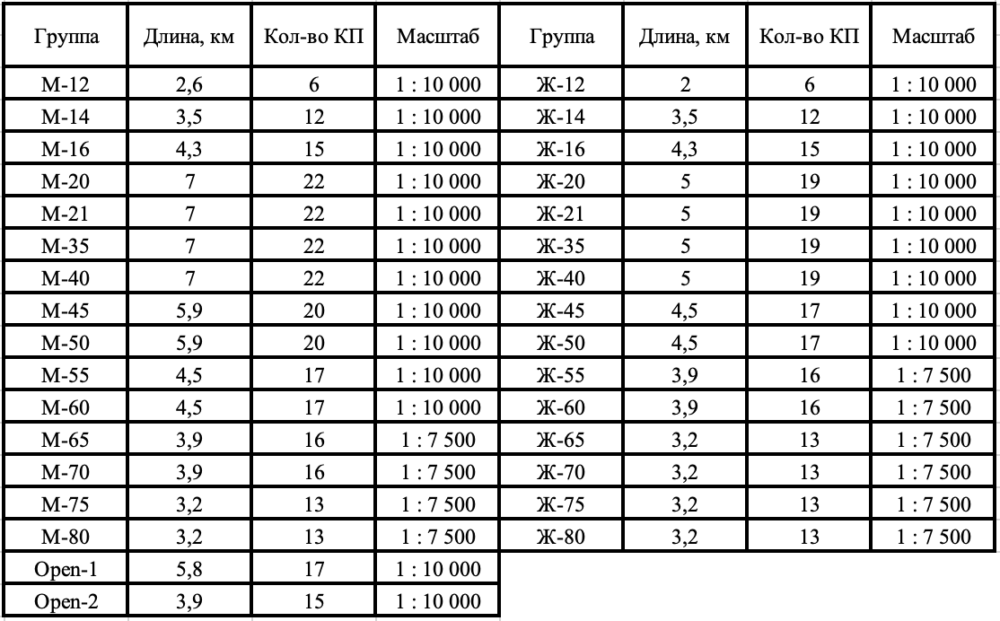 Группа Длина, км Кол-во КП Масштаб Группа Длина, км Кол-во КП Масштаб
М-12 2,6 6 1 : 10 000 Ж-12 2 6 1 : 10 000
М-14 3,5 12 1 : 10 000 Ж-14 3,5 12 1 : 10 000
М-16 4,3 15 1 : 10 000 Ж-16 4,3 15 1 : 10 000
М-20 7 22 1 : 10 000 Ж-20 5 19 1 : 10 000
М-21 7 22 1 : 10 000 Ж-21 5 19 1 : 10 000
М-35 7 22 1 : 10 000 Ж-35 5 19 1 : 10 000
М-40 7 22 1 : 10 000 Ж-40 5 19 1 : 10 000
М-45 5,9 20 1 : 10 000 Ж-45 4,5 17 1 : 10 000
М-50 5,9 20 1 : 10 000 Ж-50 4,5 17 1 : 10 000
М-55 4,5 17 1 : 10 000 Ж-55 3,9 16 1 : 7 500
М-60 4,5 17 1 : 10 000 Ж-60 3,9 16 1 : 7 500
М-65 3,9 16 1 : 7 500 Ж-65 3,2 13 1 : 7 500
М-70 3,9 16 1 : 7 500 Ж-70 3,2 13 1 : 7 500
М-75 3,2 13 1 : 7 500 Ж-75 3,2 13 1 : 7 500
М-80 3,2 13 1 : 7 500 Ж-80 3,2 13 1 : 7 500
Open-1 5,8 17 1 : 10 000
Open-2 3,9 15 1 : 10 000